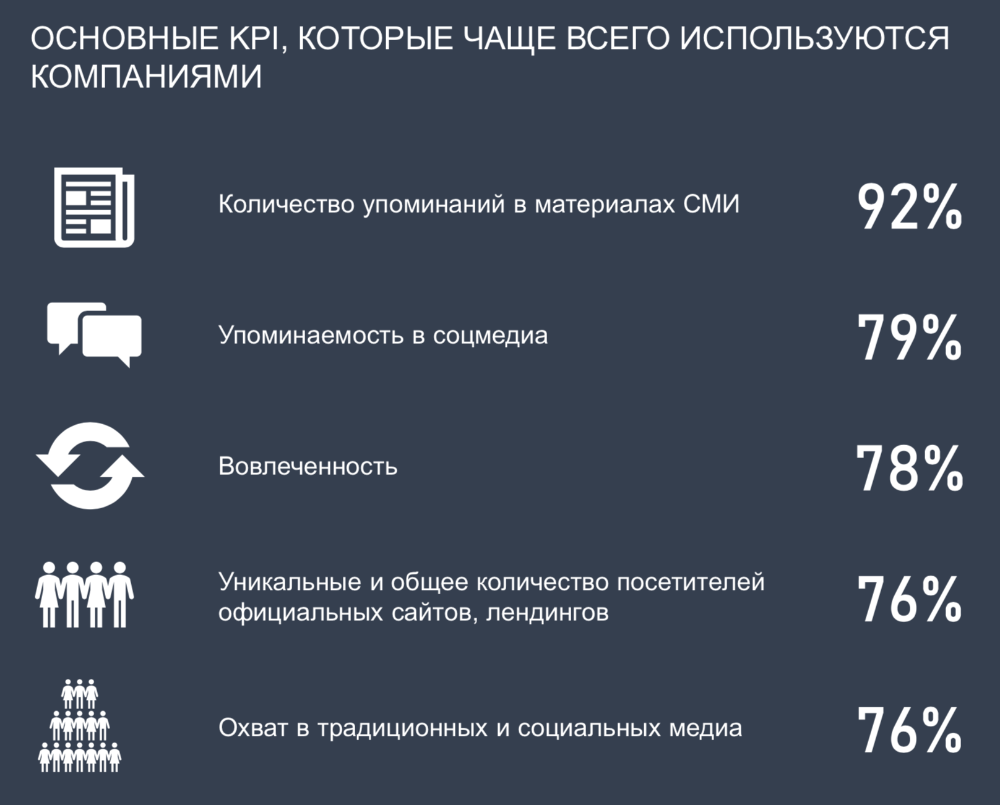 ОСНОВНЫЕ KPI, КОТОРЫЕ ЧАЩЕ ВСЕГО ИСПОЛЬЗУЮТСЯ
КОМПАНИЯМИ
Количество упоминаний в материалах СМИ 92%
Упоминаемость в соцмедиа 79%
Вовлеченность 78%
Уникальные и общее количество посетителей
официальных сайтов, лендингов 76%
Охват в традиционных и социальных медиа 76%